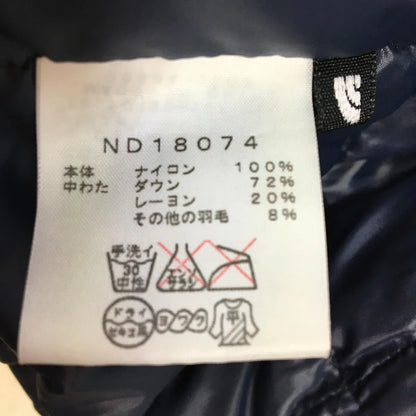 ND18074
本体 ナイロン 100%
中わた ダウン 72%
レーヨン 20%
その他の羽毛 8%
手洗イ
30
中性
エンソ
サラシ
ドライ
セキユ系
ヨワク
平